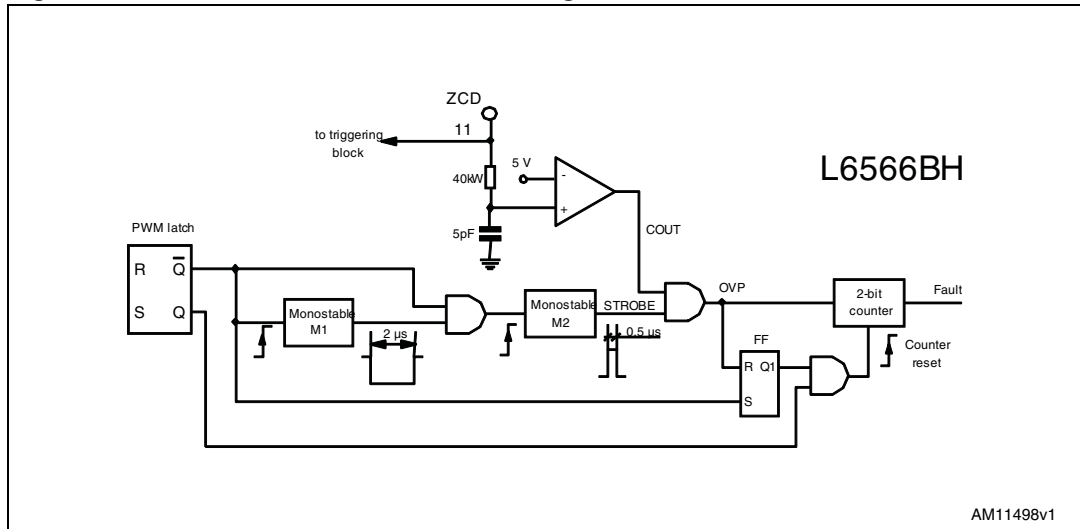 ZCD
11
to triggering
block
5 V
40kW
-
+
5pF
COUT
L6566BH
PWM latch
R Q
S Q
Monostable
M1
2 µs
Monostable
M2
STROBE
0.5 µs
OVP
2-bit
counter
Fault
Counter
reset
FF
R Q1
S
AM11498v1